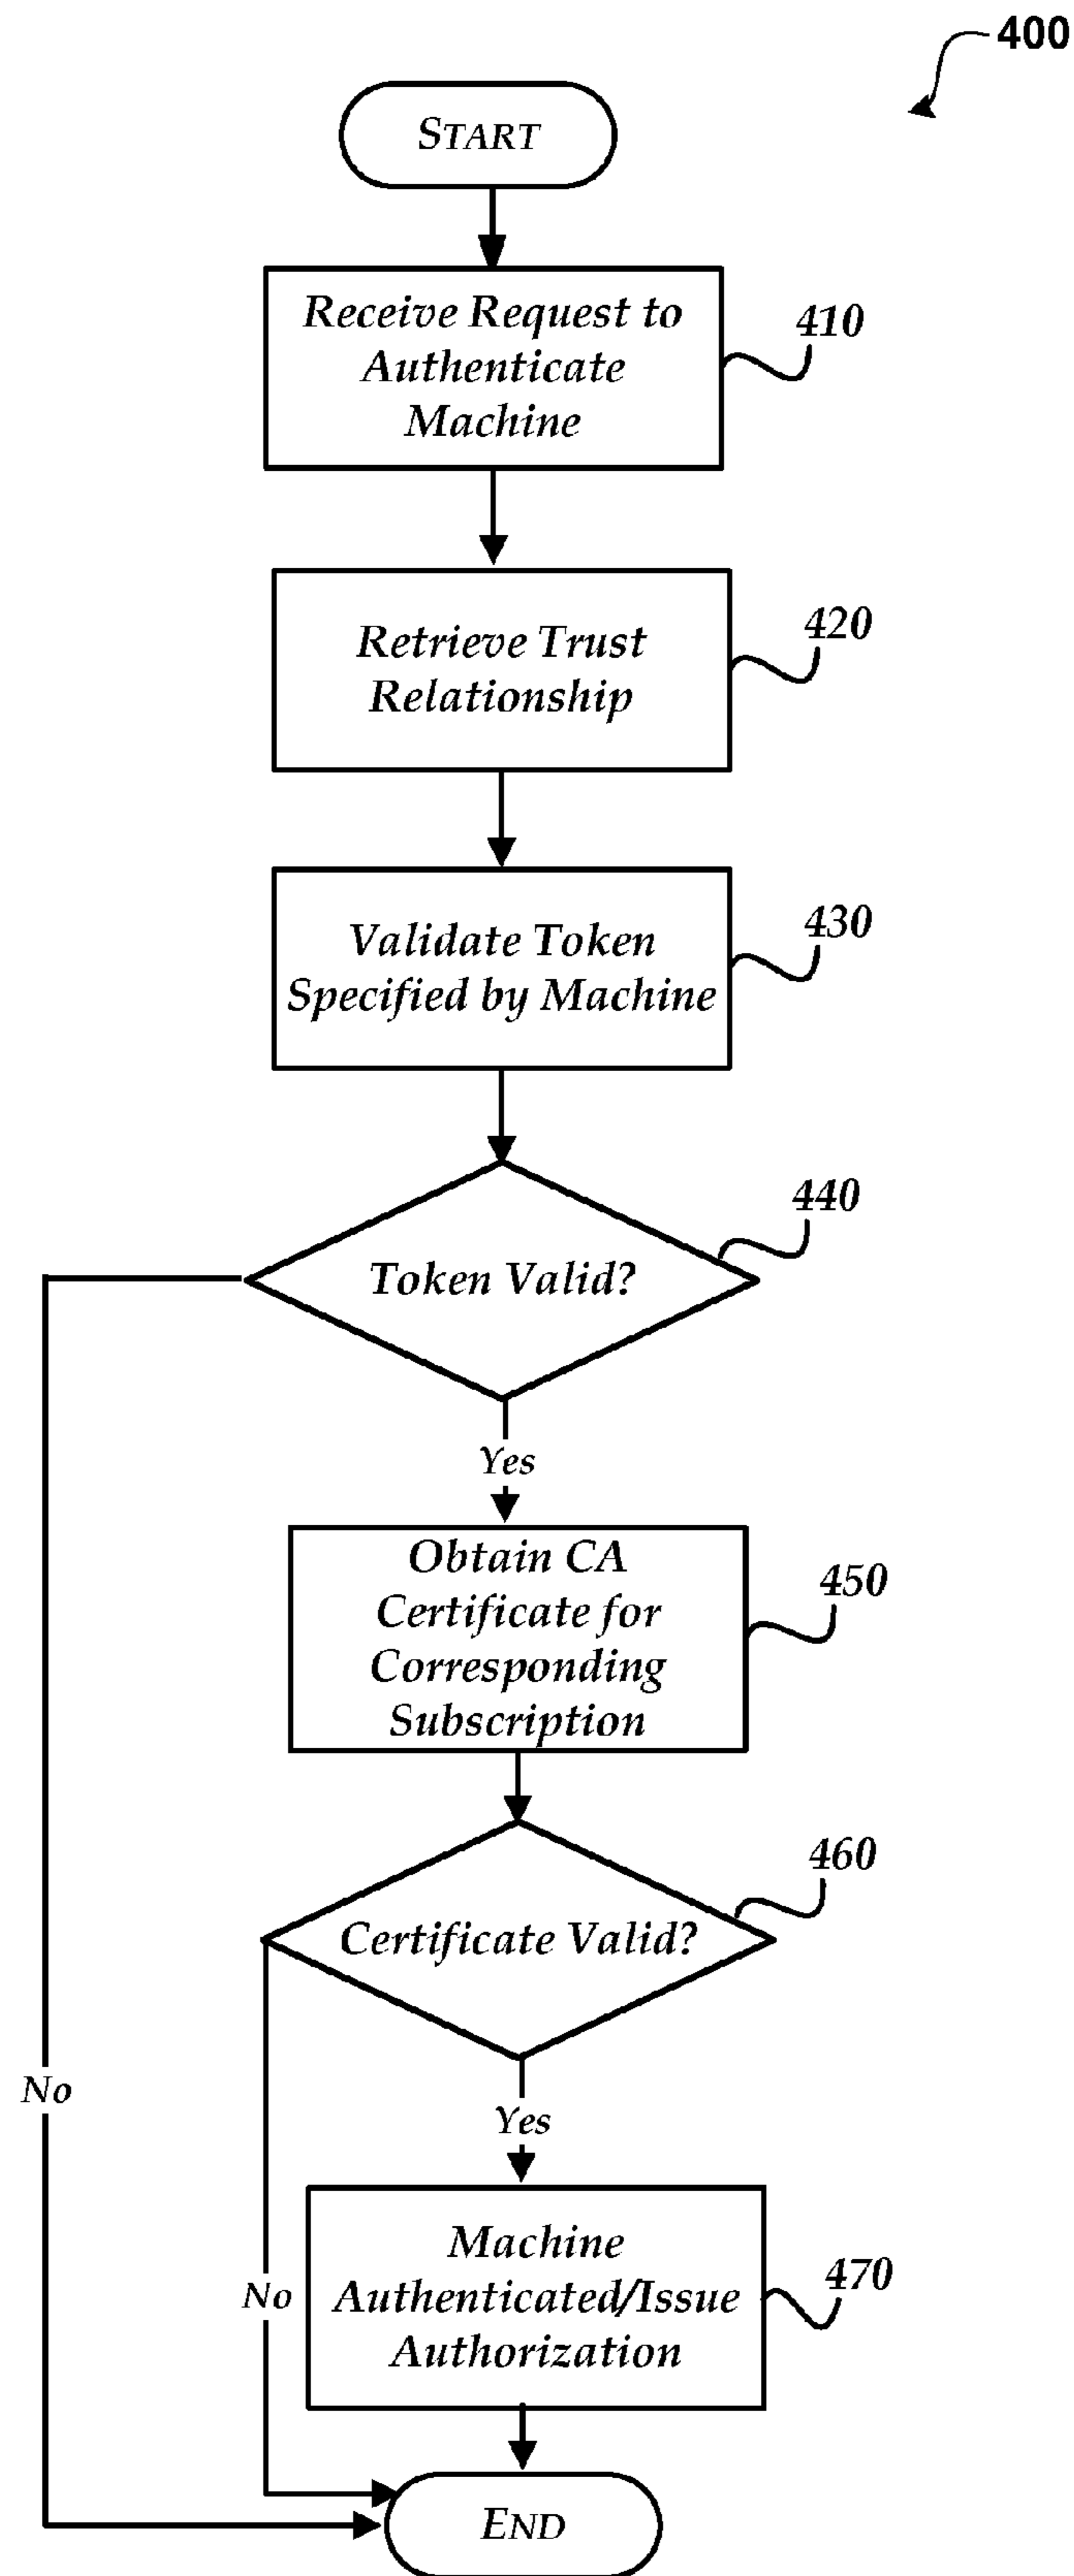 400
START
Receive Request to
Authenticate
Machine
410
Retrieve Trust
Relationship
420
Validate Token
Specified by Machine
430
Token Valid?
440
Yes
Obtain CA
Certificate for
Corresponding
Subscription
450
Certificate Valid?
460
No
Yes
Machine
Authenticated/Issue
Authorization
470
No
END